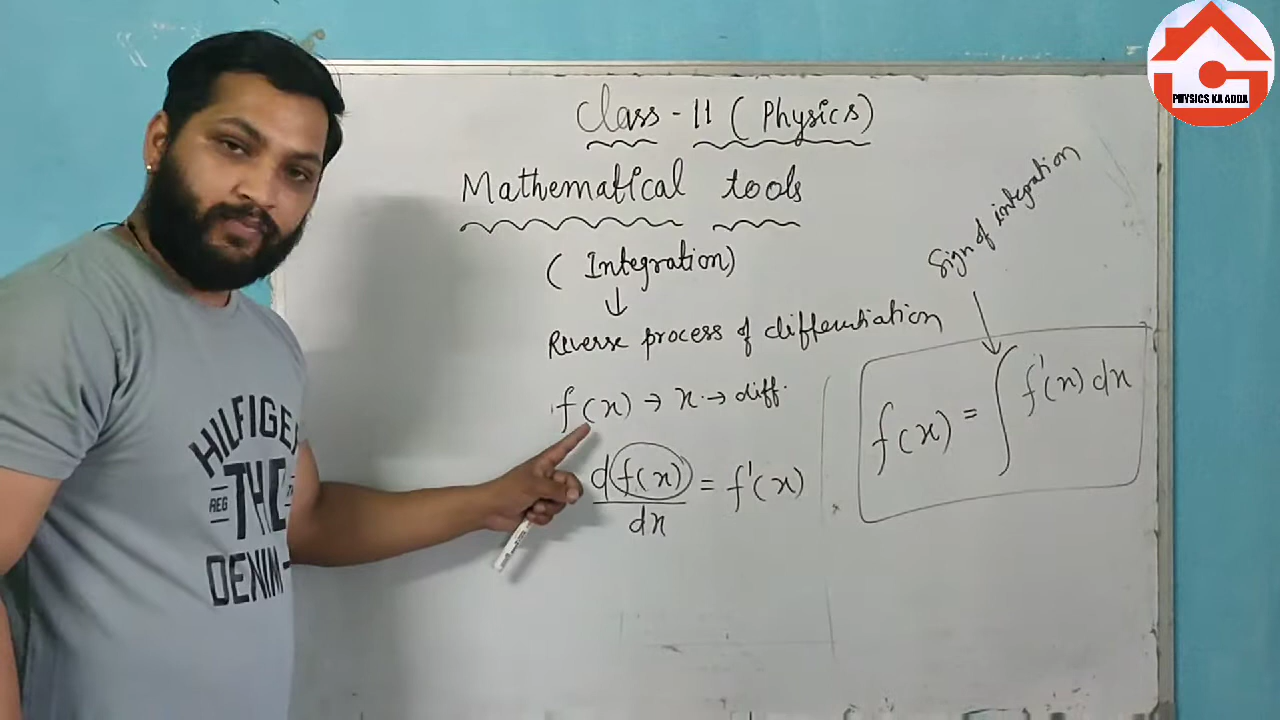 Class - 11 (Physics)
Mathematical tools
(Integration)
↓
Reverse process of differentiation
f(x) → x → diff.
d(f(x))/dx = f'(x)
Sign of integration
f(x) = ∫ f'(x) dx
PHYSICS KA ADDA
HILFIGER
REG
DENIM